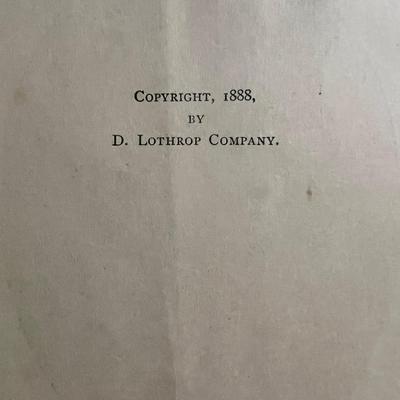 Copyright, 1888,
BY
D. Lothrop Company.